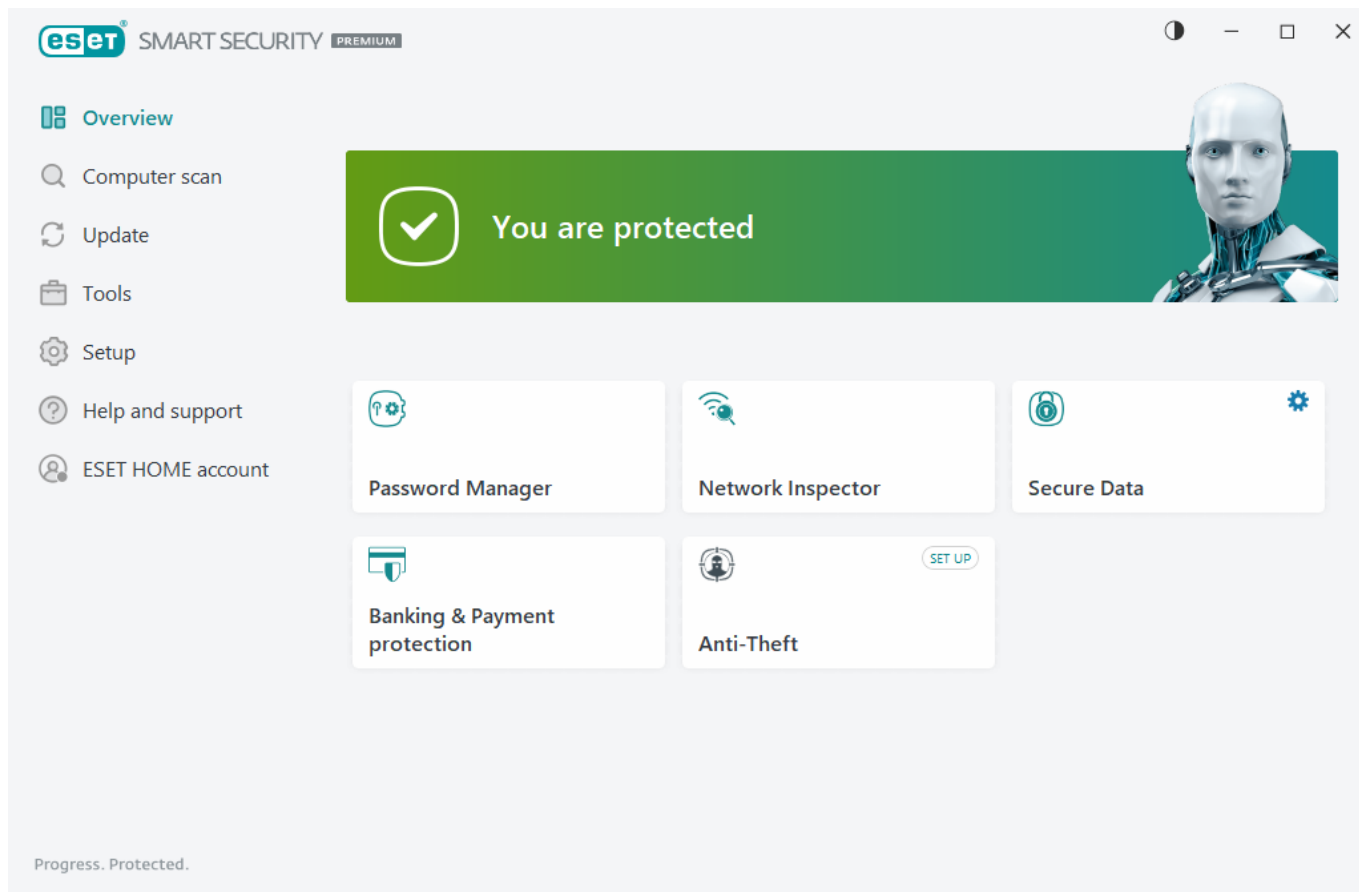 eseT® SMART SECURITY PREMIUM
Overview
Computer scan
Update
Tools
Setup
Help and support
ESET HOME account
You are protected
Password Manager
Network Inspector
Secure Data
Banking & Payment
protection
SET UP
Anti-Theft
Progress. Protected.